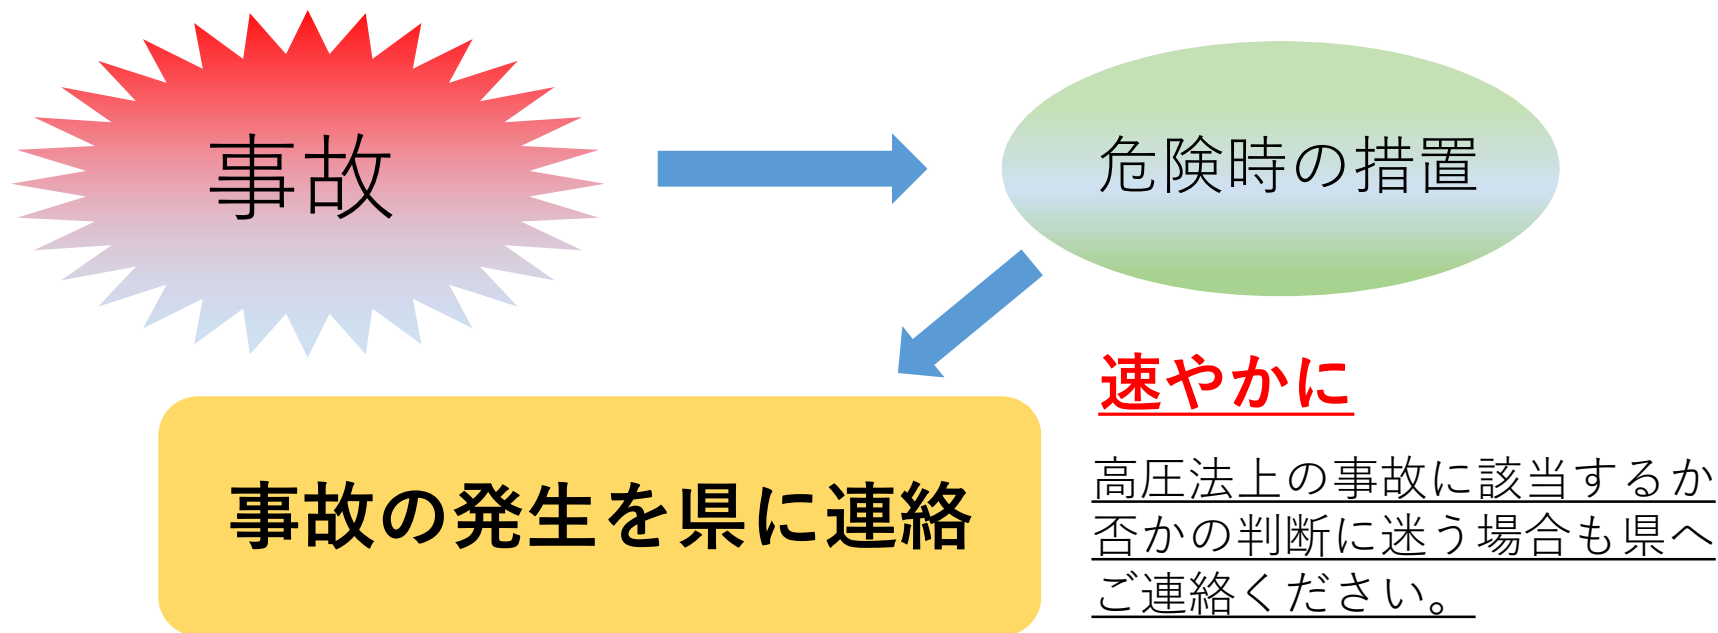 事故
危険時の措置
速やかに
事故の発生を県に連絡
高圧法上の事故に該当するか
否かの判断に迷う場合も県へ
ご連絡ください。